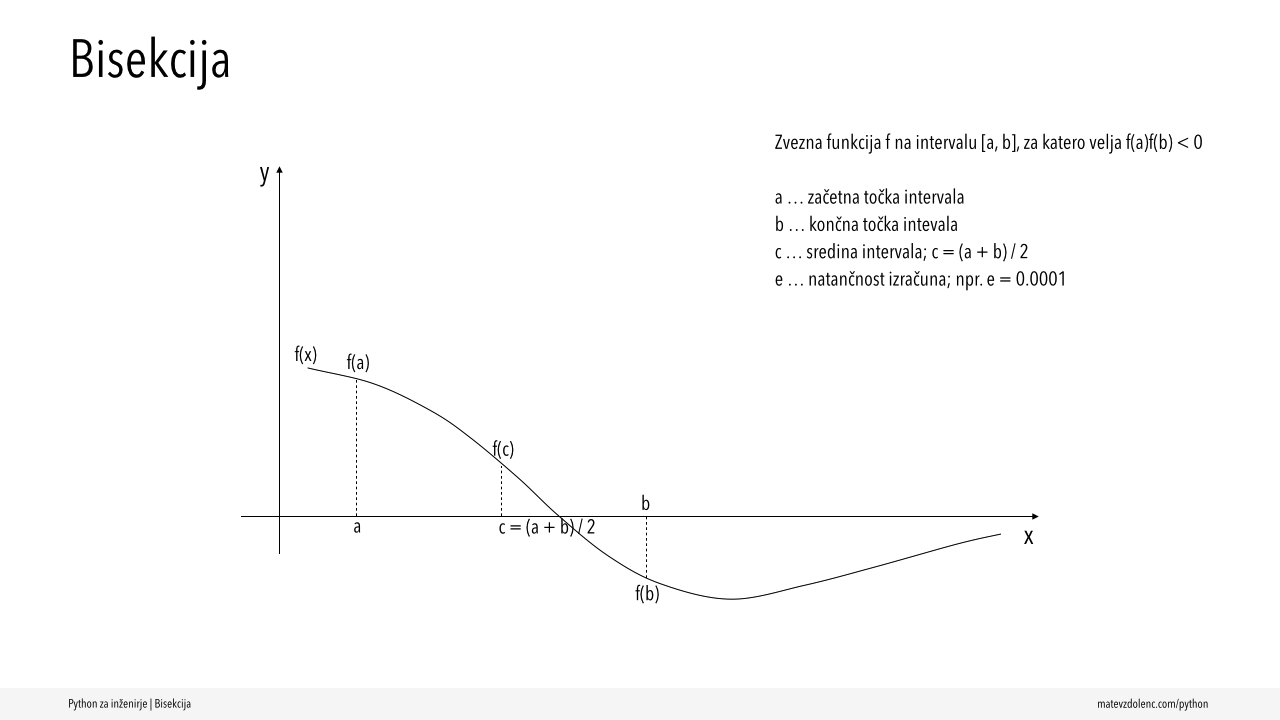 Bisekcija
Zvezna funkcija f na intervalu [a, b], za katero velja f(a)f(b) < 0
a … začetna točka intervala
b … končna točka intevala
c … sredina intervala; c = (a + b) / 2
e … natančnost izračuna; npr. e = 0.0001
y
f(x)
f(a)
f(c)
b
a
c = (a + b) / 2
x
f(b)
Python za inženirje | Bisekcija
matevzdolenc.com/python